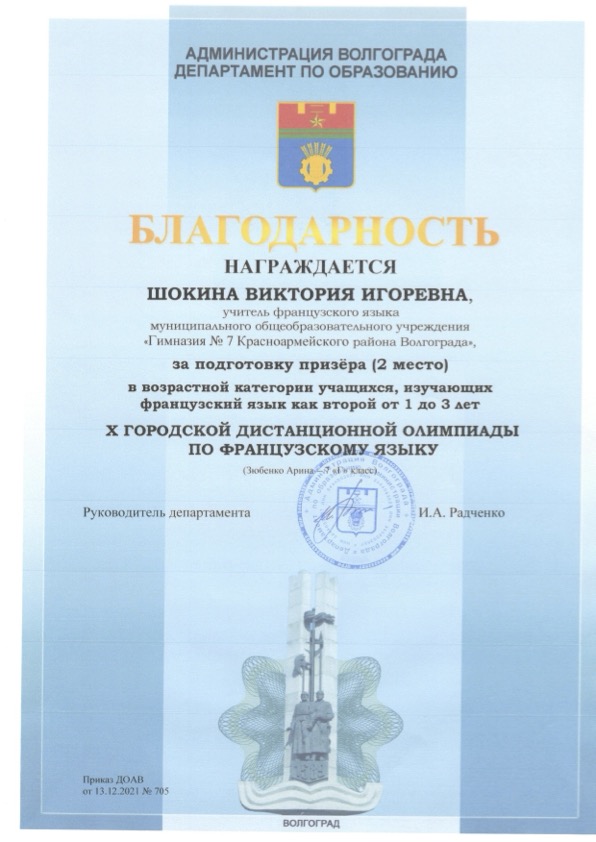 АДМИНИСТРАЦИЯ ВОЛГОГРАДА
ДЕПАРТАМЕНТ ПО ОБРАЗОВАНИЮ
БЛАГОДАРНОСТЬ
НАГРАЖДАЕТСЯ
ШОКИНА ВИКТОРИЯ ИГОРЕВНА,
учитель французского языка
муниципального общеобразовательного учреждения
«Гимназия № 7 Красноармейского района Волгограда»,
за подготовку призёра (2 место)
в возрастной категории учащихся, изучающих
французский язык как второй от 1 до 3 лет
X ГОРОДСКОЙ ДИСТАНЦИОННОЙ ОЛИМПИАДЫ
ПО ФРАНЦУЗСКОМУ ЯЗЫКУ
(Зюбенко Арина – 7 «Г» класс)
Руководитель департамента И.А. Радченко
Приказ ДОАВ
от 13.12.2021 № 705
ВОЛГОГРАД